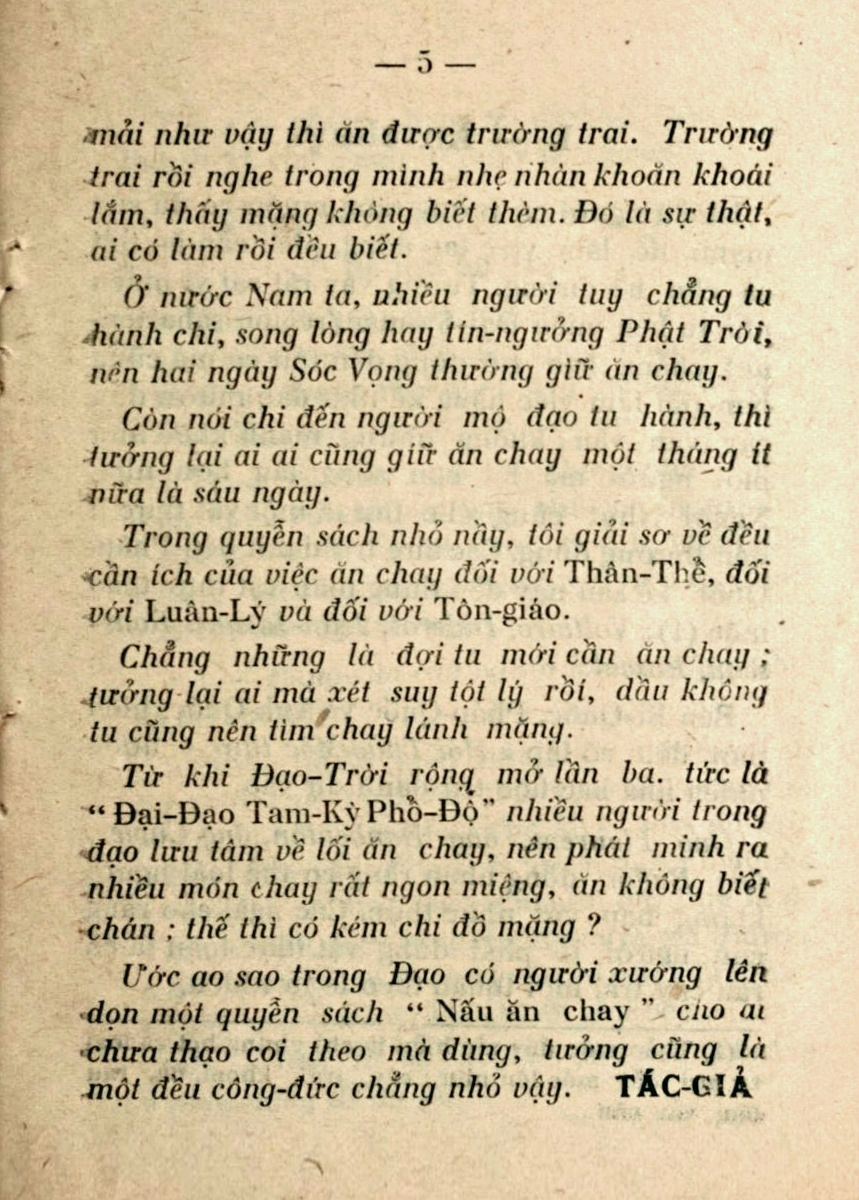 — 5 —
mải như vậy thì ăn được trường trai. Trường
trai rồi nghe trong mình nhẹ nhàn khoăn khoái
lắm, thấy mặng không biết thèm. Đó là sự thật,
ai có làm rồi đều biết.
Ở nước Nam ta, nhiều người tuy chẳng tu
hành chi, song lòng hay tín-ngưởng Phật Trời,
nên hai ngày Sóc Vọng thường giữ ăn chay.
Còn nói chi đến người mộ đạo tu hành, thì
tưởng lại ai ai cũng giữ ăn chay một tháng ít
nữa là sáu ngày.
Trong quyển sách nhỏ nầy, tôi giải sơ về đều
cần ích của việc ăn chay đối với Thân-Thể, đối
với Luân-Lý và đối với Tôn-giáo.
Chẳng những là đợi tu mới cần ăn chay ;
tưởng lại ai mà xét suy tột lý rồi, dầu không
tu cũng nên tìm chay lánh mặng.
Từ khi Đạo-Trời rộng mở lần ba. tức là
“ Đại-Đạo Tam-Kỳ Phổ-Độ” nhiều người trong
đạo lưu tâm về lối ăn chay, nên phát minh ra
nhiều món chay rất ngon miệng, ăn không biết
chán ; thế thì có kém chi đồ mặng ?
Ước ao sao trong Đạo có người xướng lên
dọn một quyển sách “ Nấu ăn chay ” cho ai
chưa thạo coi theo mà dùng, tưởng cũng là
một đều công-đức chẳng nhỏ vậy. TÁC-GIẢ